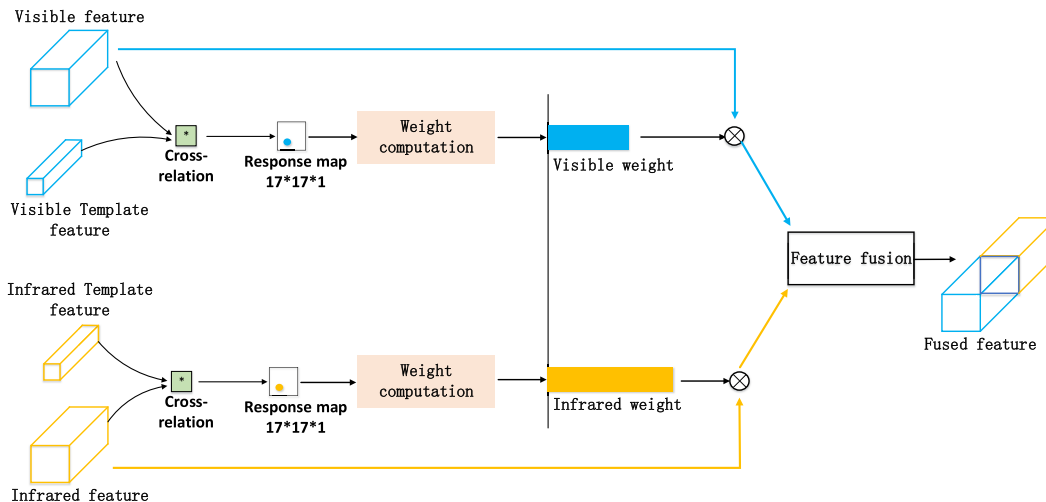 Visible feature
*
Cross-
relation
Response map
17*17*1
Weight
computation
Visible weight
Visible Template
feature
Feature fusion
Fused feature
Infrared Template
feature
*
Cross-
relation
Response map
17*17*1
Weight
computation
Infrared weight
Infrared feature